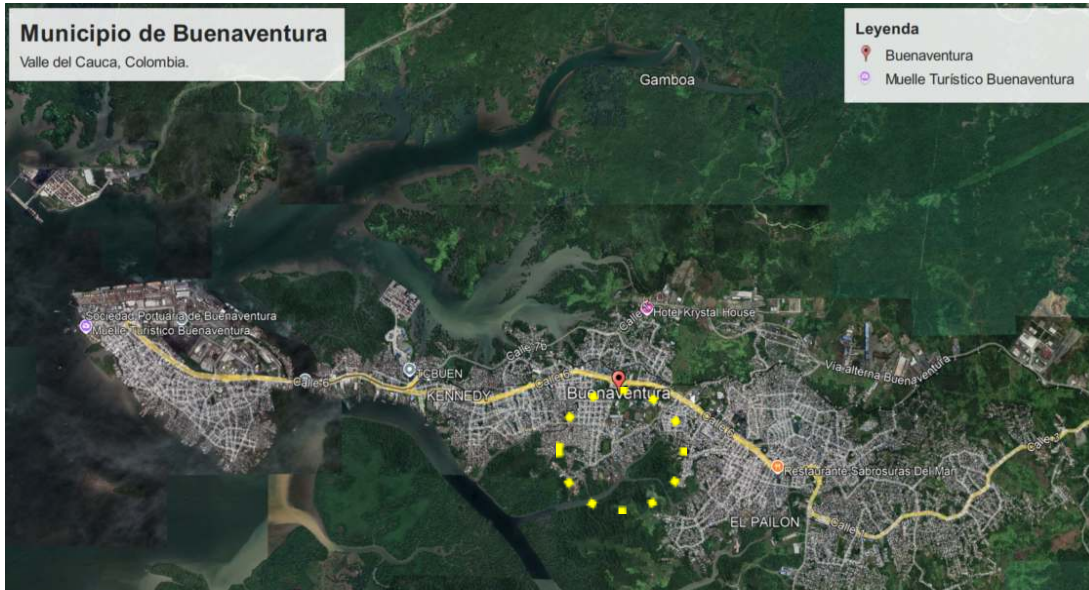 Municipio de Buenaventura
Valle del Cauca, Colombia.
Leyenda
Buenaventura
Muelle Turístico Buenaventura
Gamboa
Sociedad Portuaria de Buenaventura
Muelle Turístico Buenaventura
Hotel Krystal House
Calle 7b
Vía alterna Buenaventura
Calle 6
TCBUEN
KENNEDY
Calle 6
Buenaventura
Restaurante Sabrosuras Del Mar
EL PAILON